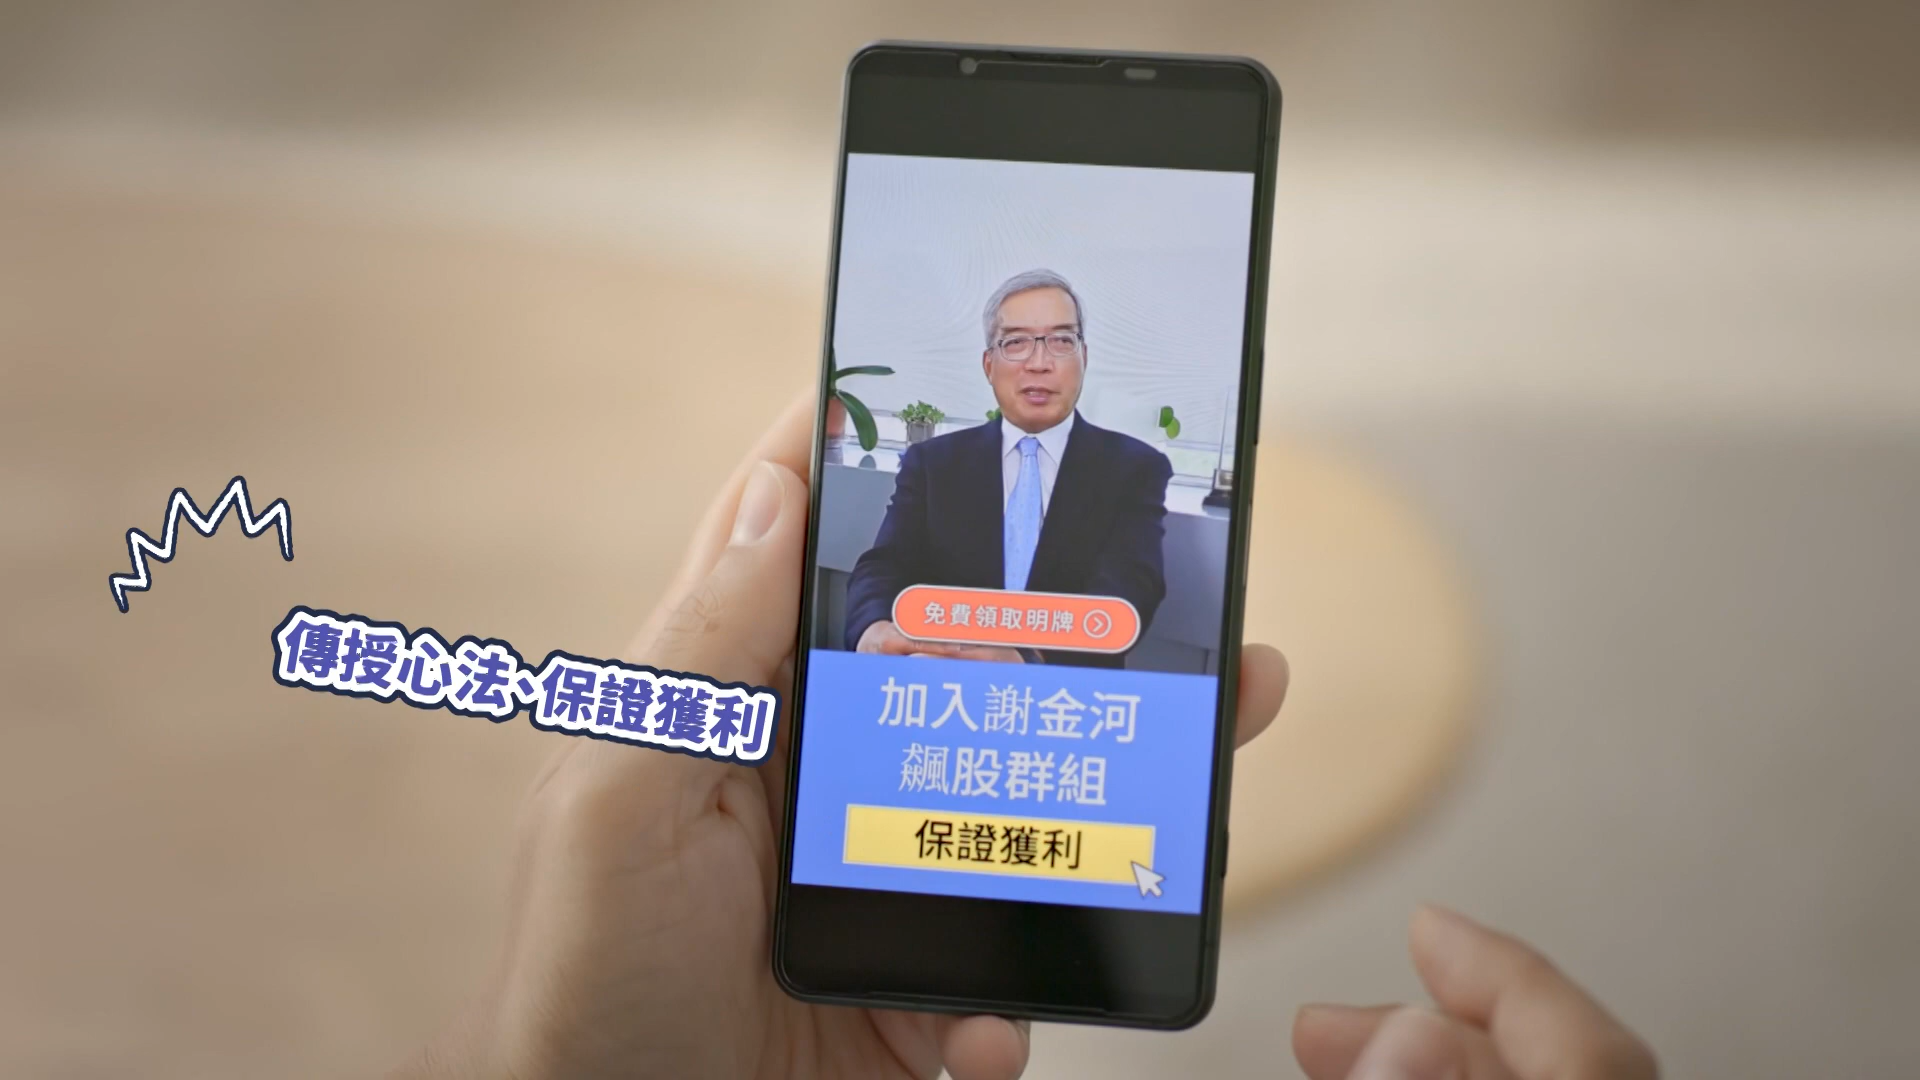 傳授心法、保證獲利
免費領取明牌
加入謝金河
飆股群組
保證獲利